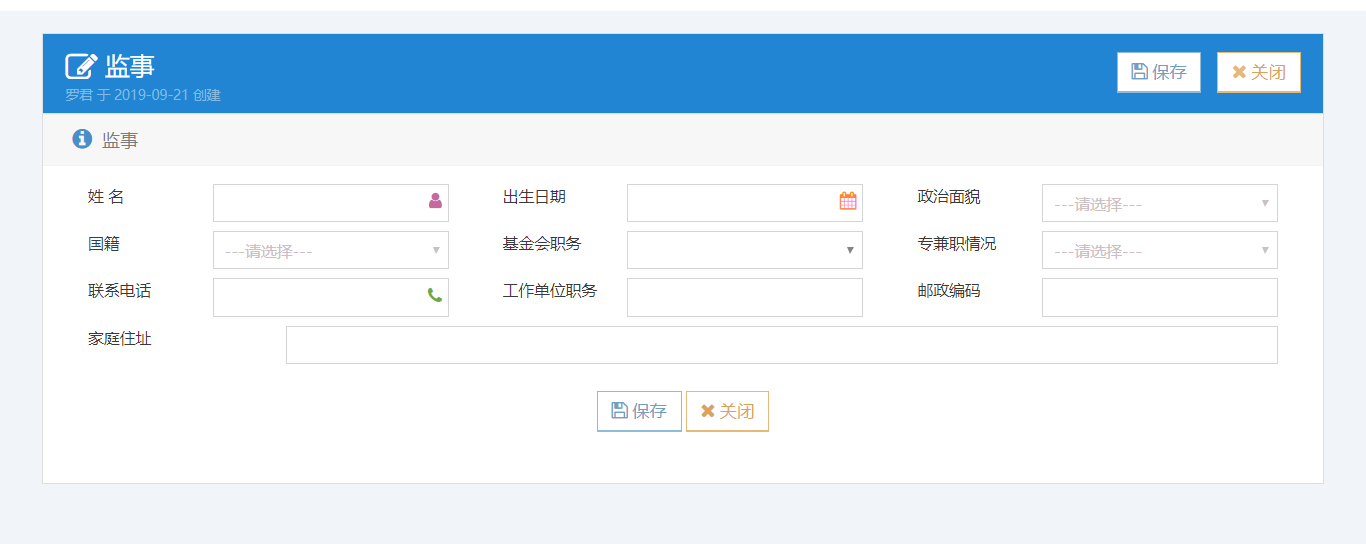 监事
保存 关闭
罗君 于 2019-09-21 创建
监事
姓 名 出生日期 政治面貌 ---请选择---
国籍 ---请选择--- 基金会职务 专兼职情况 ---请选择---
联系电话 工作单位职务 邮政编码
家庭住址
保存 关闭